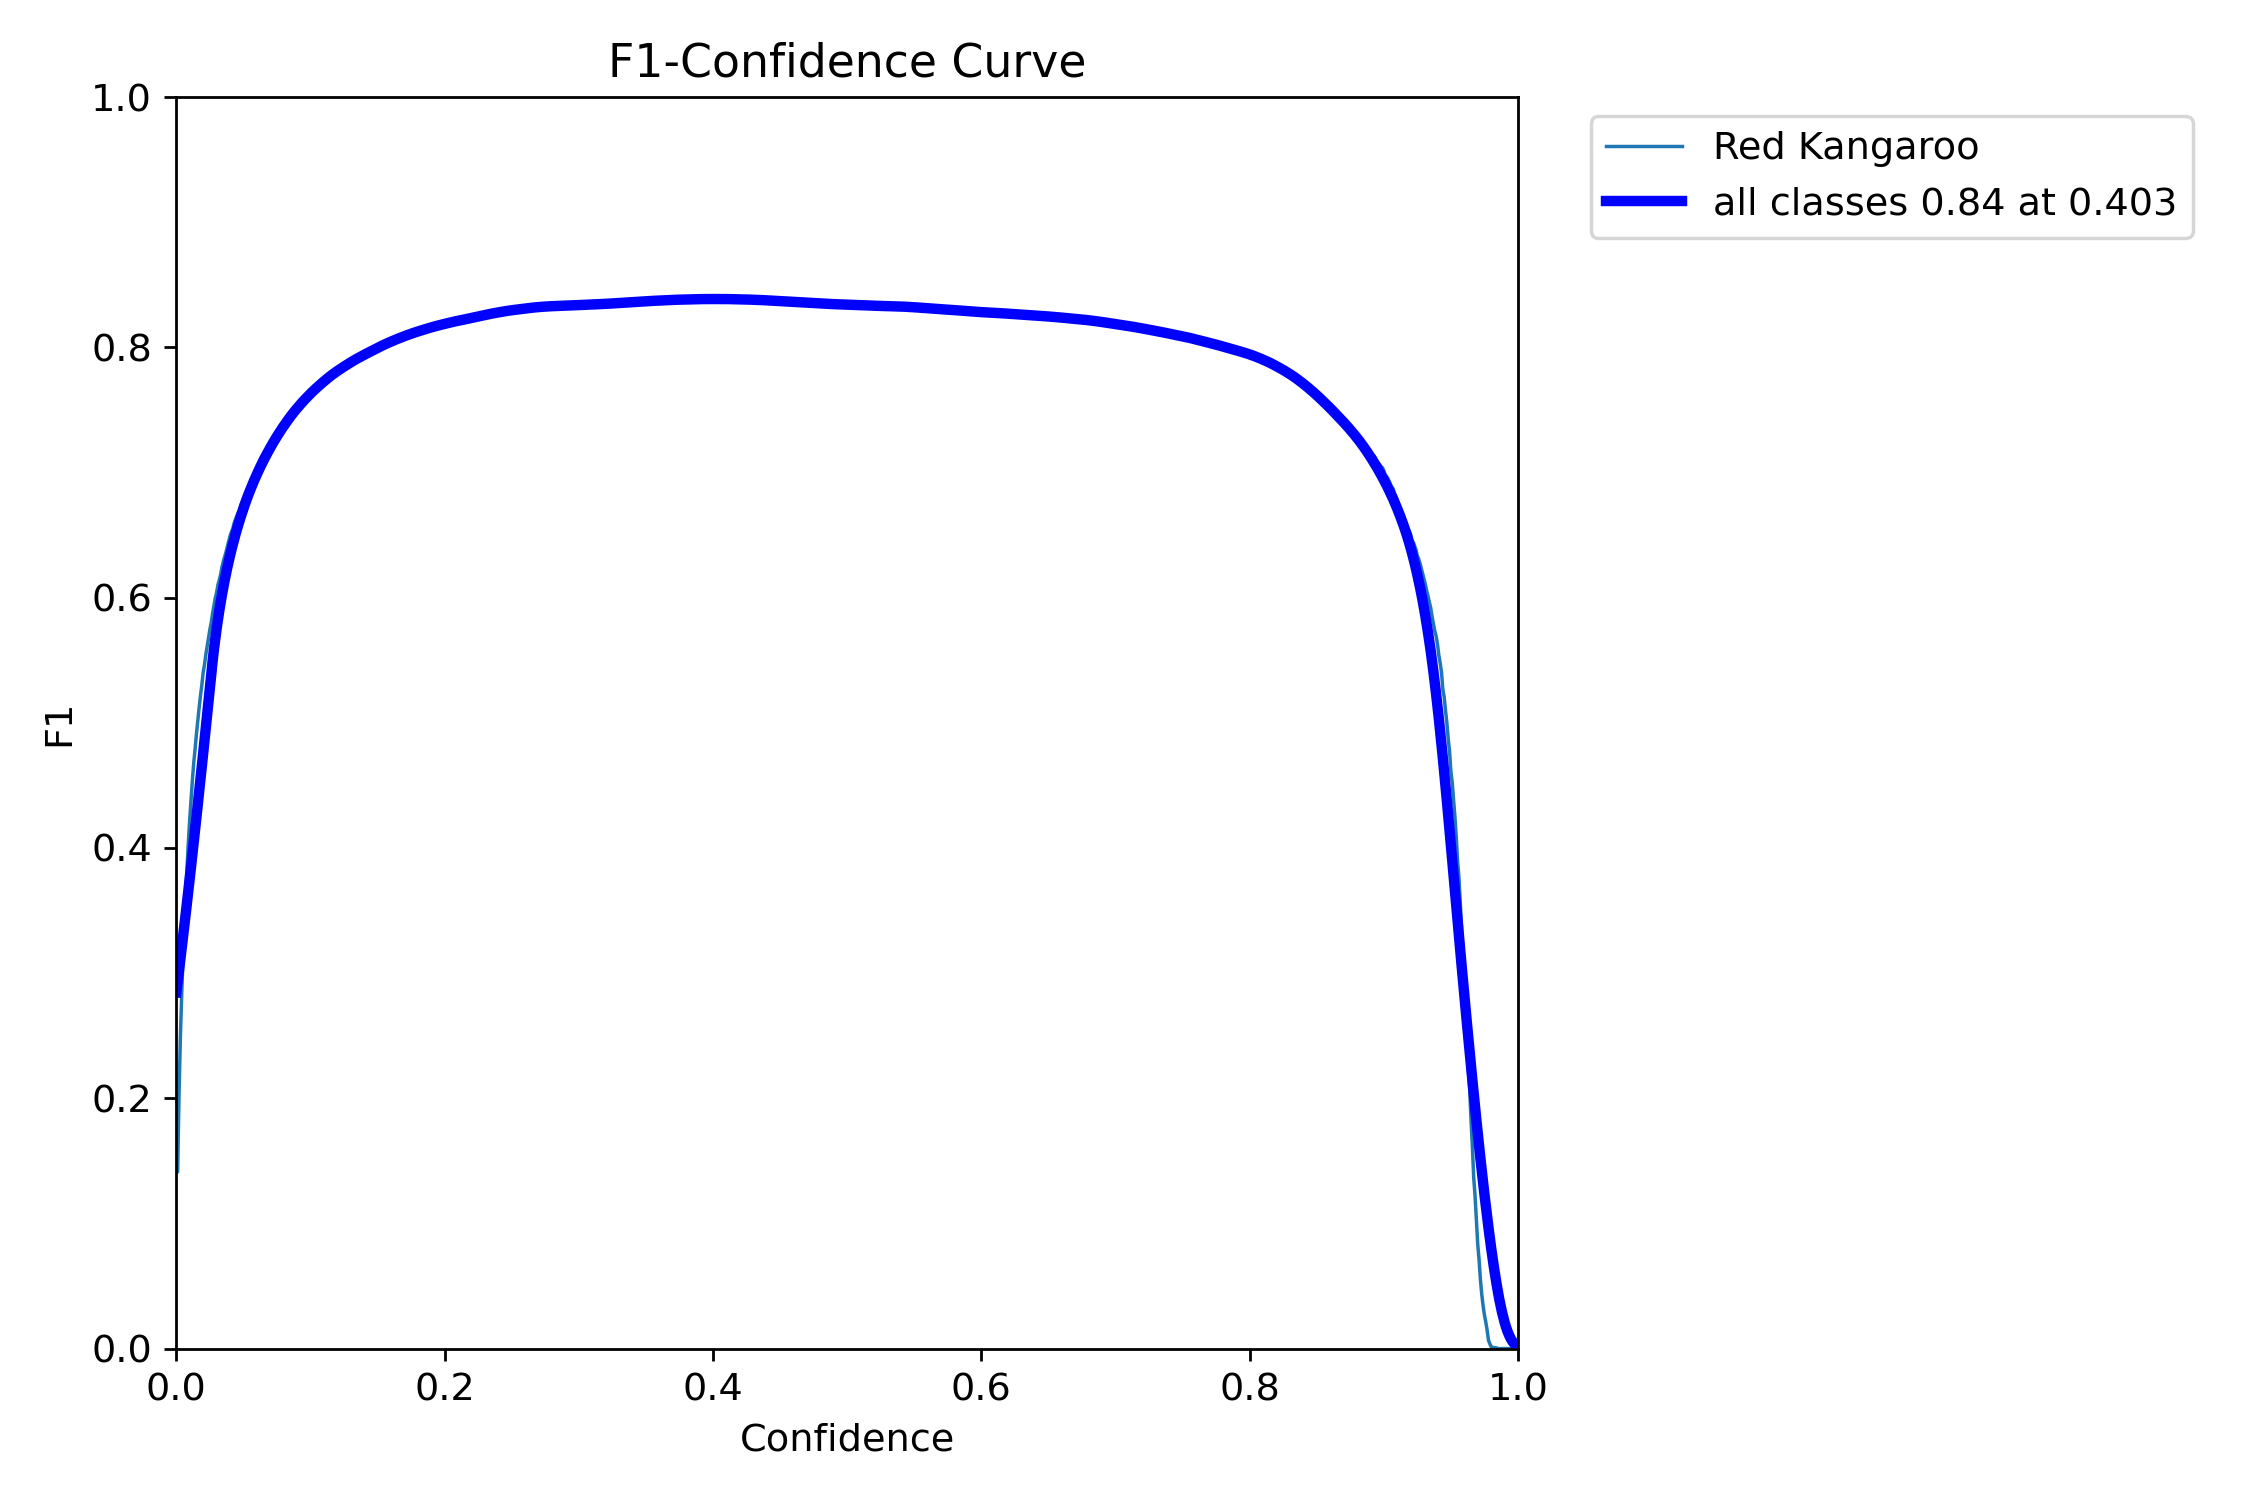 F1-Confidence Curve
1.0
0.8
0.6
0.4
0.2
0.0
F1
0.0 0.2 0.4 0.6 0.8 1.0
Confidence
Red Kangaroo
all classes 0.84 at 0.403